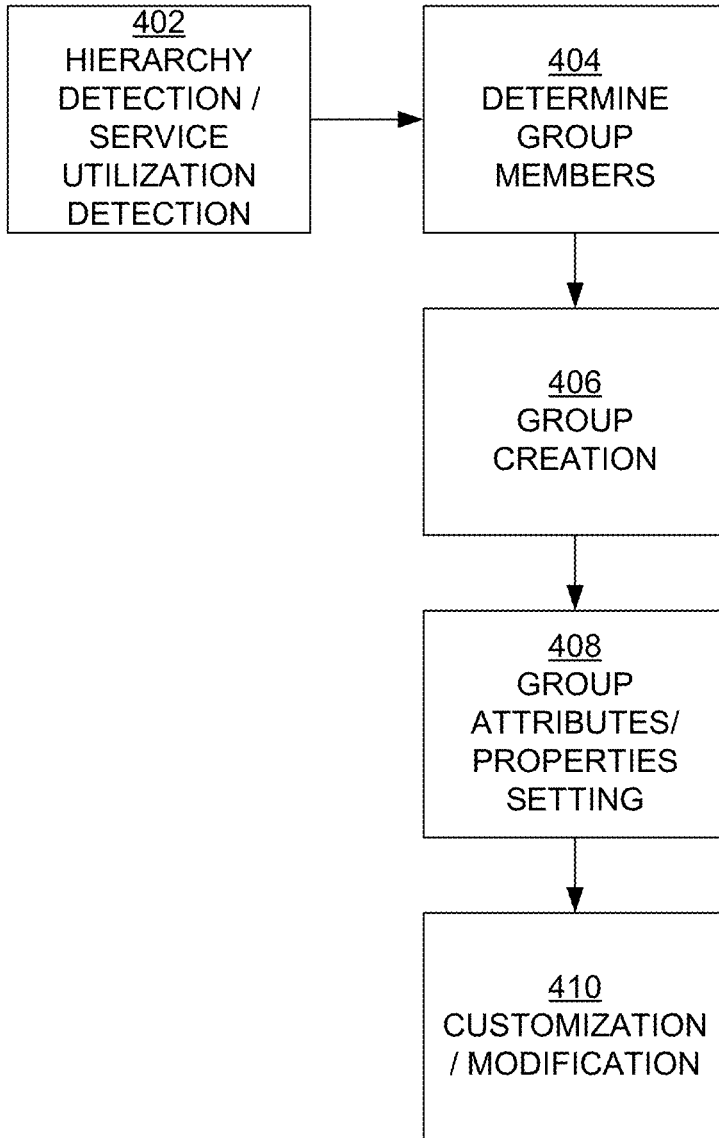 402
HIERARCHY
DETECTION /
SERVICE
UTILIZATION
DETECTION
404
DETERMINE
GROUP
MEMBERS
406
GROUP
CREATION
408
GROUP
ATTRIBUTES/
PROPERTIES
SETTING
410
CUSTOMIZATION
/ MODIFICATION